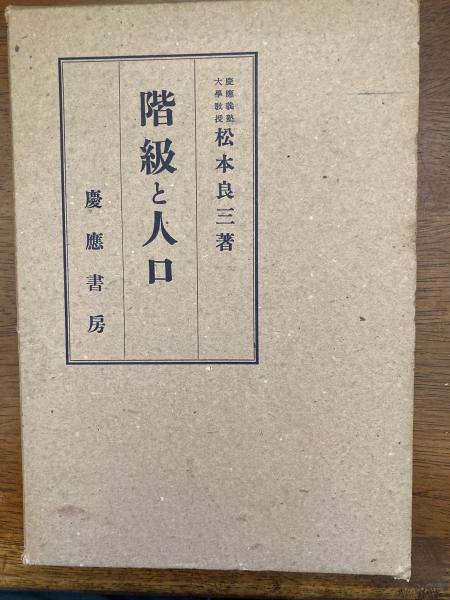 慶應義塾
大學教授
松本良三著
階級と人口
慶應書房